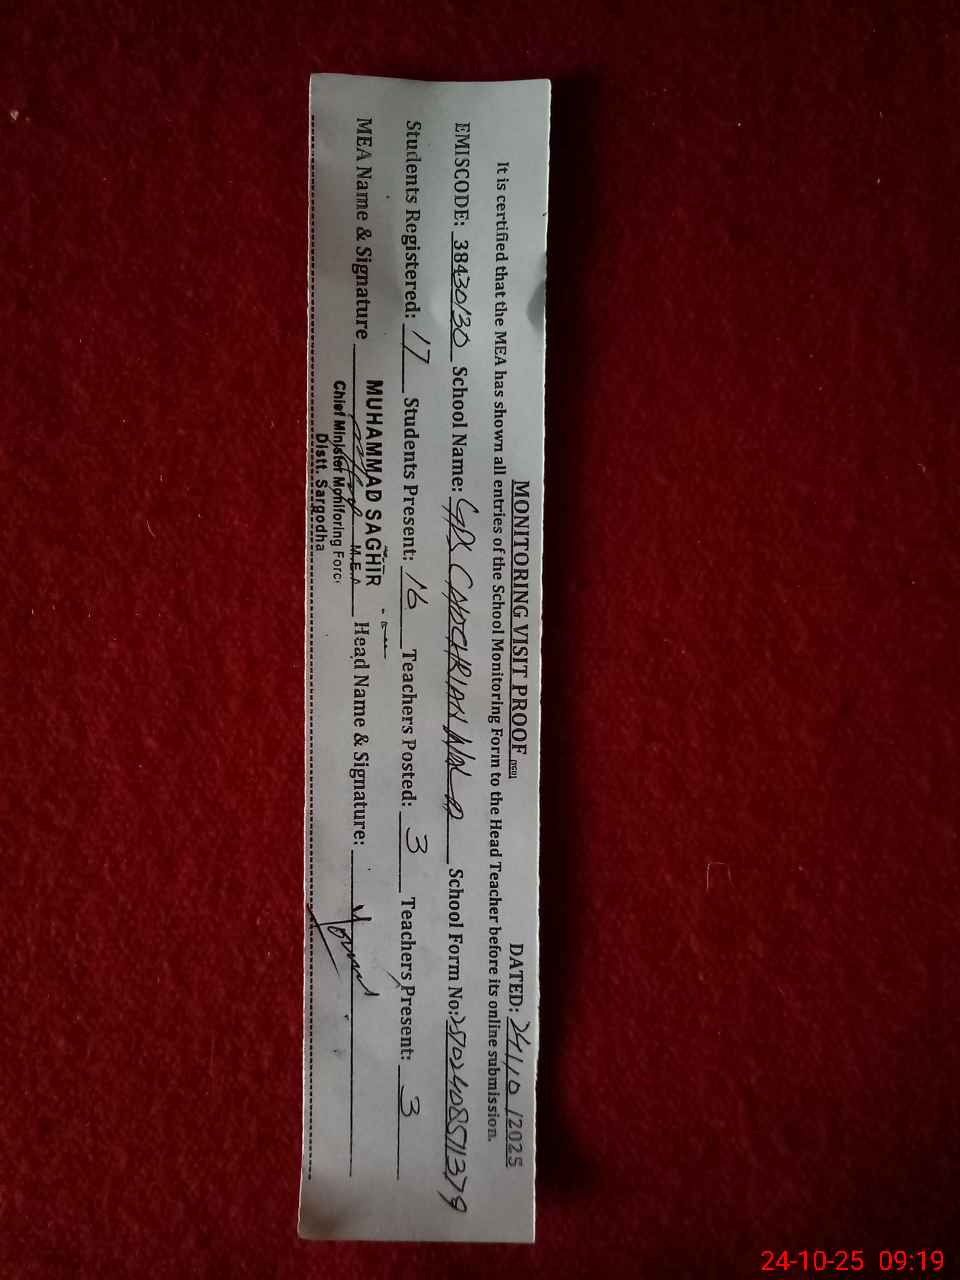 MONITORING VISIT PROOF DATED: 24/10/2025
It is certified that the MEA has shown all entries of the School Monitoring Form to the Head Teacher before its online submission.
EMISCODE: 38430130 School Name: GPS School Form No:
Students Registered: 17 Students Present: 16 Teachers Posted: 3 Teachers Present: 3
MEA Name & Signature Head Name & Signature:
MUHAMMAD SAGHIR
M.E.A
Chief Minister Monitoring Forc
Distt. Sargodha
24-10-25 09:19